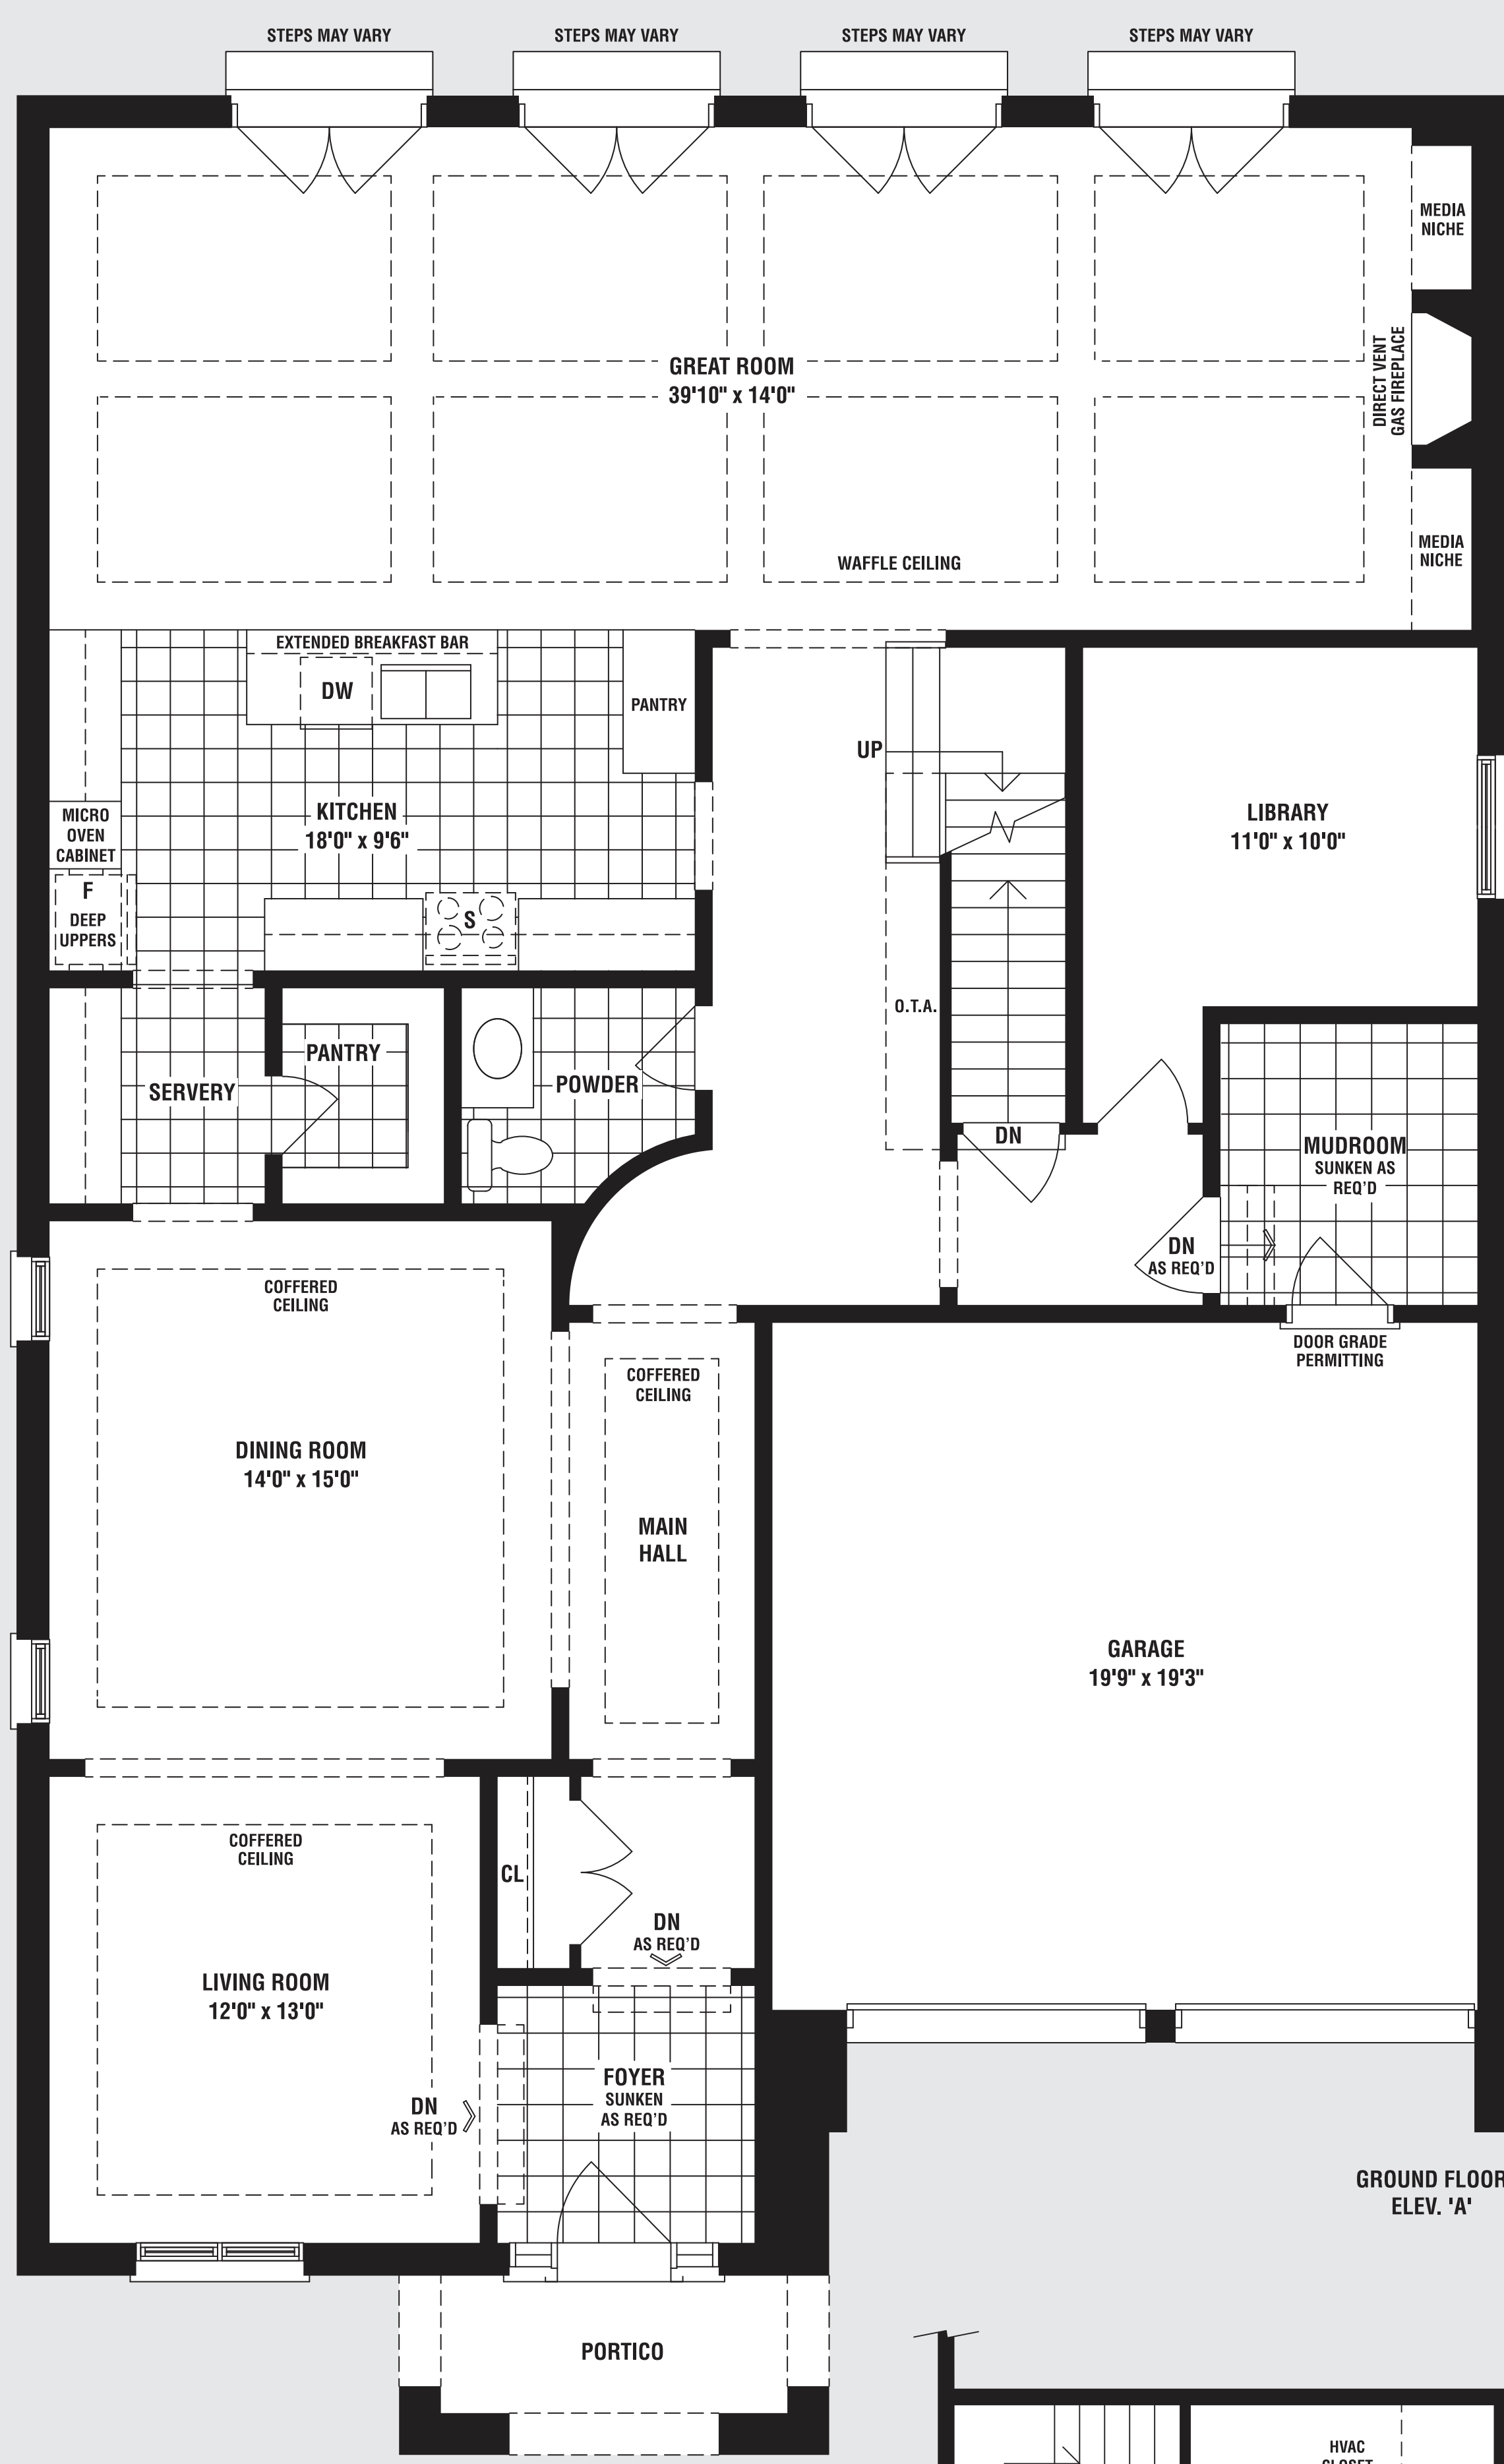 STEPS MAY VARY
STEPS MAY VARY
STEPS MAY VARY
STEPS MAY VARY
MEDIA
NICHE
GREAT ROOM
39'10" x 14'0"
DIRECT VENT
GAS FIREPLACE
WAFFLE CEILING
MEDIA
NICHE
EXTENDED BREAKFAST BAR
DW
PANTRY
UP
MICRO
OVEN
CABINET
KITCHEN
18'0" x 9'6"
LIBRARY
11'0" x 10'0"
F
DEEP
UPPERS
S
O.T.A.
PANTRY
SERVERY
POWDER
DN
MUDROOM
SUNKEN AS
REQ'D
DN
AS REQ'D
COFFERED
CEILING
DOOR GRADE
PERMITTING
COFFERED
CEILING
DINING ROOM
14'0" x 15'0"
MAIN
HALL
GARAGE
19'9" x 19'3"
COFFERED
CEILING
CL
DN
AS REQ'D
LIVING ROOM
12'0" x 13'0"
FOYER
SUNKEN
AS REQ'D
DN
AS REQ'D
GROUND FLOOR
ELEV. 'A'
PORTICO
HVAC
CLOSET